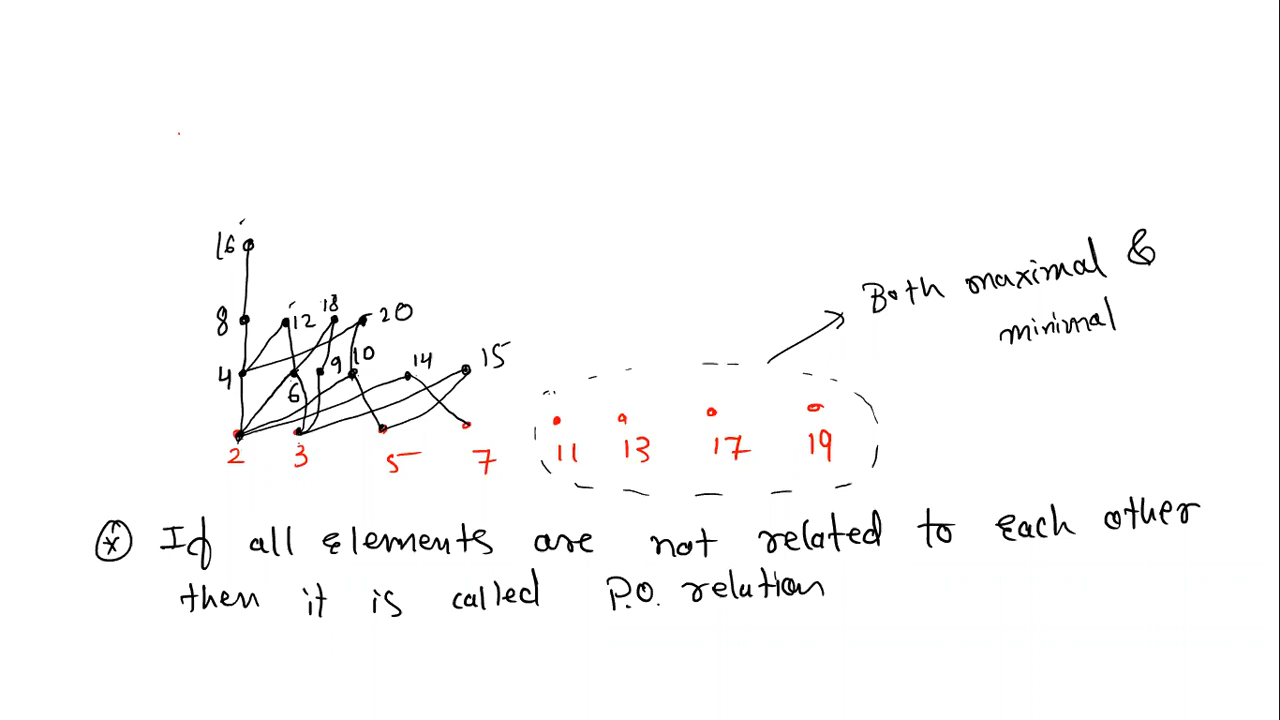 16
8 12 18 20
4 6 9 10 14 15
2 3 5 7 11 13 17 19
Both maximal &
minimal
* If all elements are not related to each other
then it is called P.O. relation